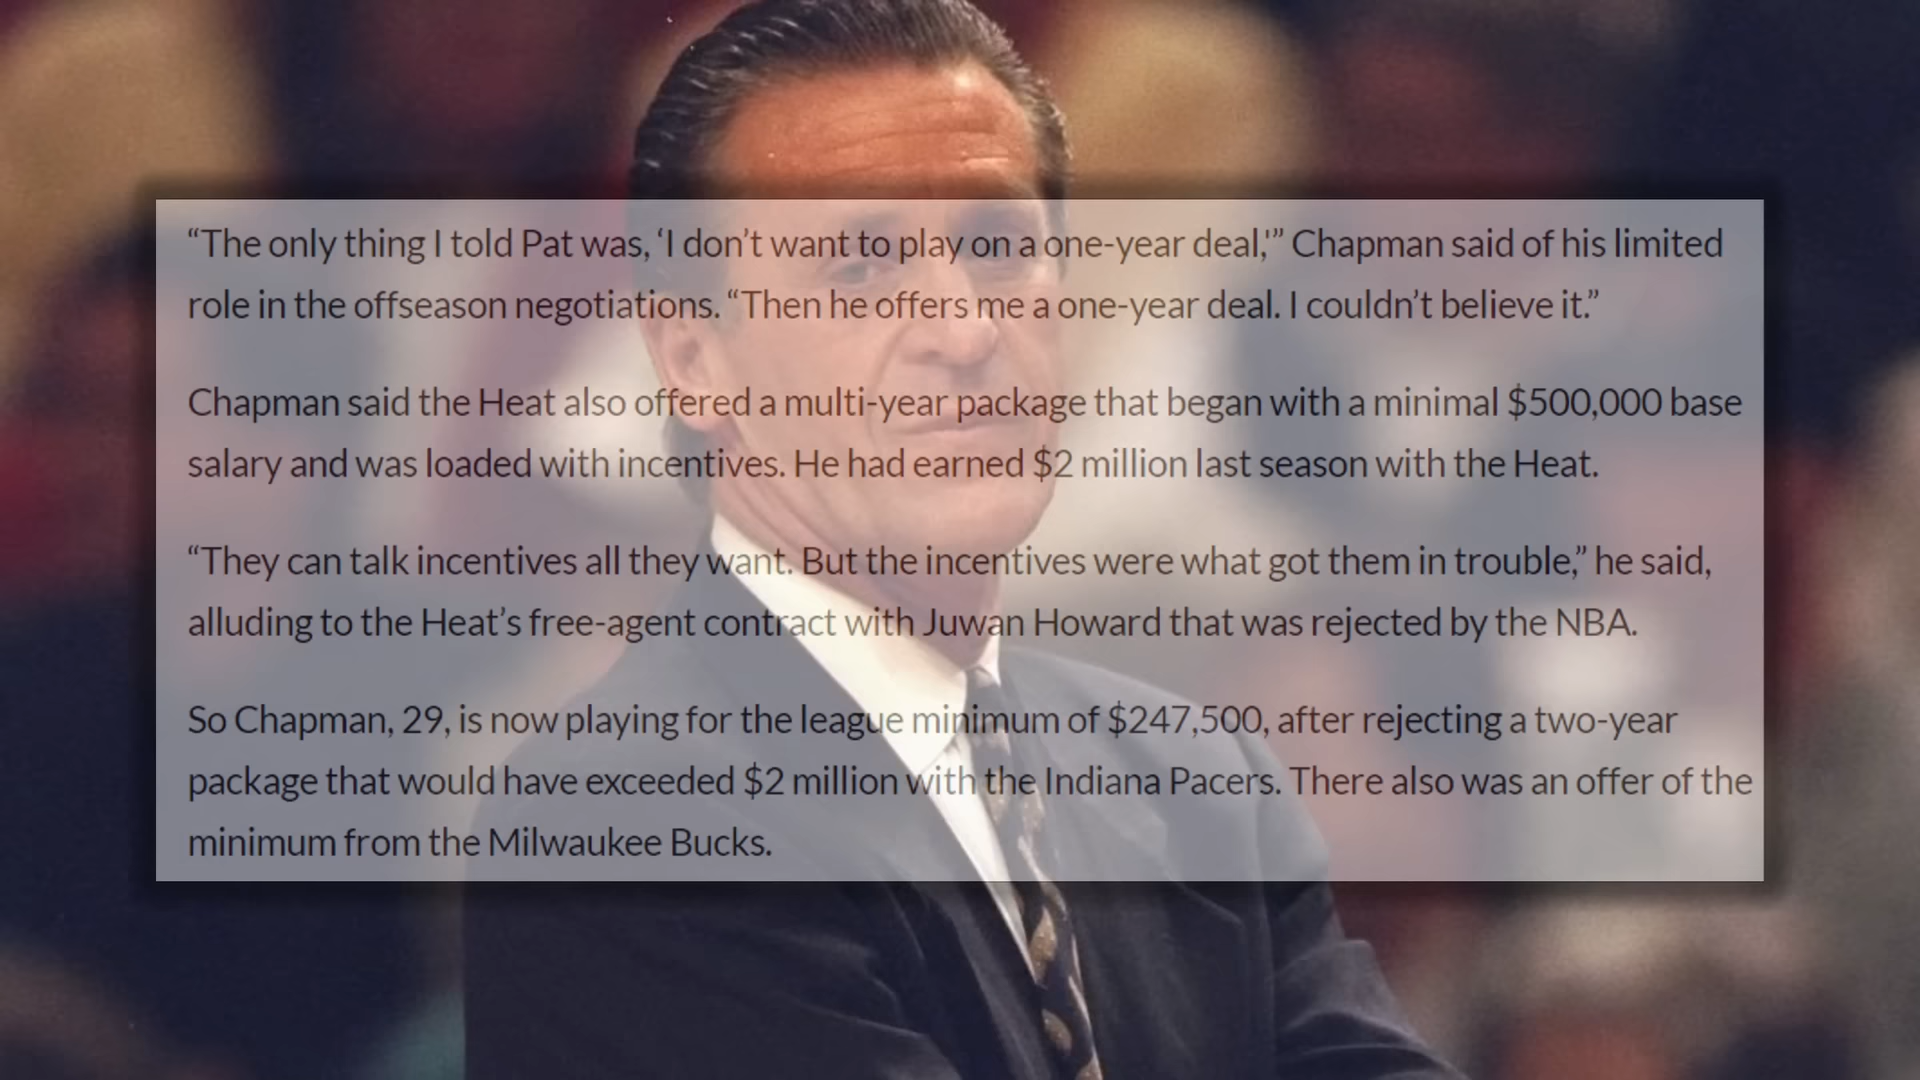 “The only thing I told Pat was, ‘I don’t want to play on a one-year deal,'” Chapman said of his limited
role in the offseason negotiations. “Then he offers me a one-year deal. I couldn’t believe it.”
Chapman said the Heat also offered a multi-year package that began with a minimal $500,000 base
salary and was loaded with incentives. He had earned $2 million last season with the Heat.
“They can talk incentives all they want. But the incentives were what got them in trouble,” he said,
alluding to the Heat’s free-agent contract with Juwan Howard that was rejected by the NBA.
So Chapman, 29, is now playing for the league minimum of $247,500, after rejecting a two-year
package that would have exceeded $2 million with the Indiana Pacers. There also was an offer of the
minimum from the Milwaukee Bucks.